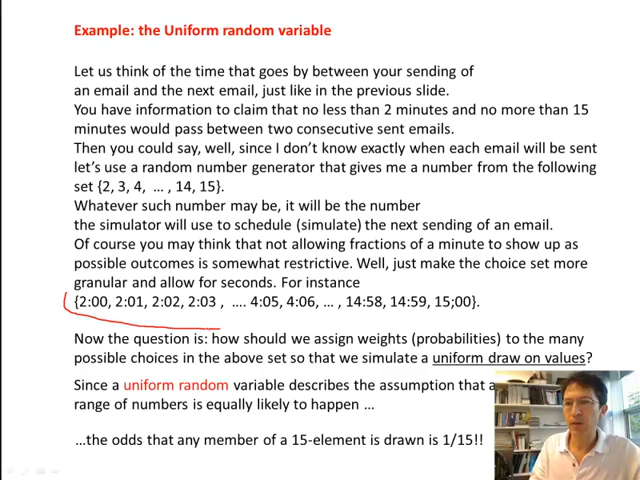 Example: the Uniform random variable
Let us think of the time that goes by between your sending of
an email and the next email, just like in the previous slide.
You have information to claim that no less than 2 minutes and no more than 15
minutes would pass between two consecutive sent emails.
Then you could say, well, since I don't know exactly when each email will be sent
let's use a random number generator that gives me a number from the following
set {2, 3, 4, ... , 14, 15}.
Whatever such number may be, it will be the number
the simulator will use to schedule (simulate) the next sending of an email.
Of course you may think that not allowing fractions of a minute to show up as
possible outcomes is somewhat restrictive. Well, just make the choice set more
granular and allow for seconds. For instance
{2:00, 2:01, 2:02, 2:03 , .... 4:05, 4:06, ... , 14:58, 14:59, 15;00}.
Now the question is: how should we assign weights (probabilities) to the many
possible choices in the above set so that we simulate a uniform draw on values?
Since a uniform random variable describes the assumption that a
range of numbers is equally likely to happen ...
...the odds that any member of a 15-element is drawn is 1/15!!